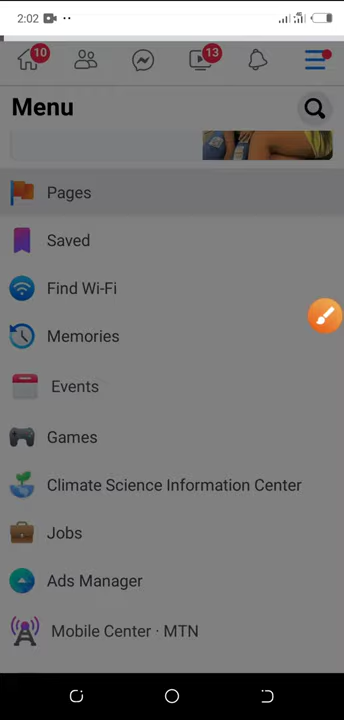 2:02
10
13
Menu
Pages
Saved
Find Wi-Fi
Memories
Events
Games
Climate Science Information Center
Jobs
Ads Manager
Mobile Center · MTN